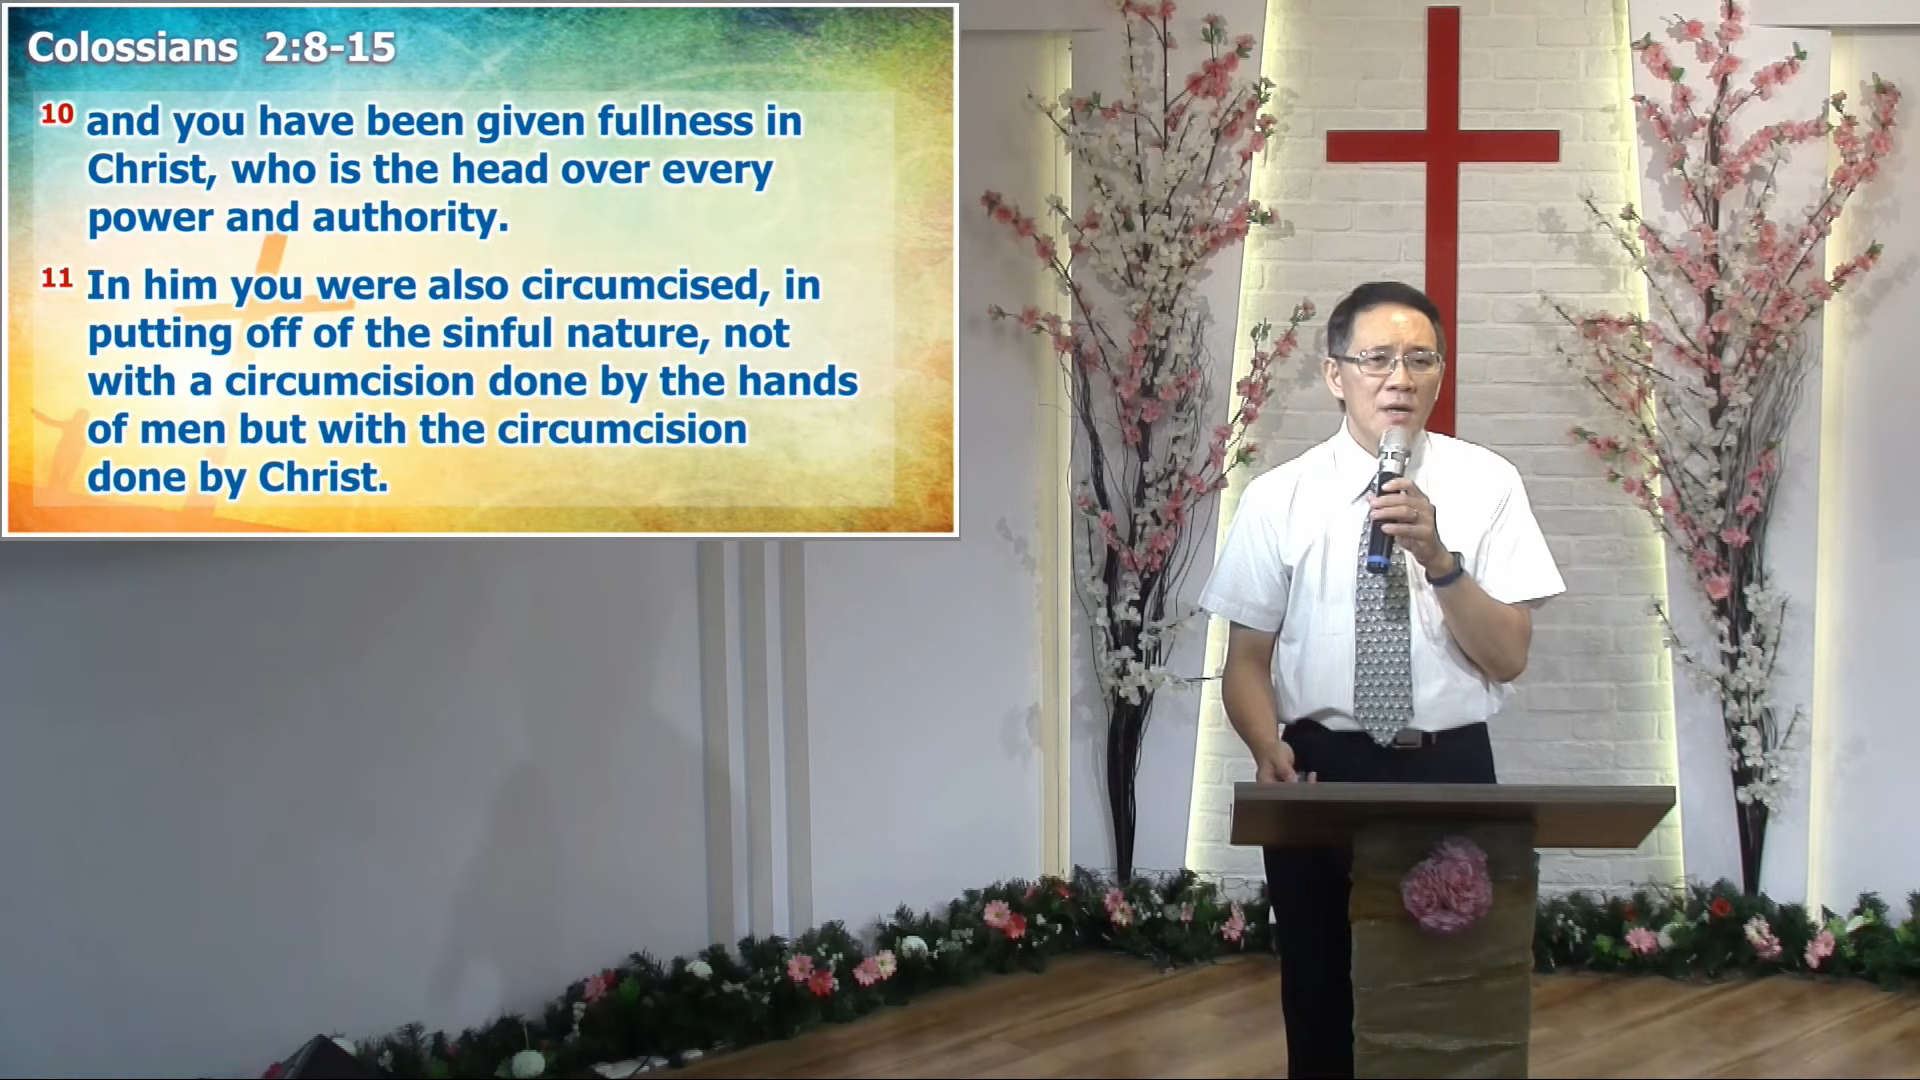 Colossians 2:8-15
10 and you have been given fullness in
Christ, who is the head over every
power and authority.
11 In him you were also circumcised, in
putting off of the sinful nature, not
with a circumcision done by the hands
of men but with the circumcision
done by Christ.